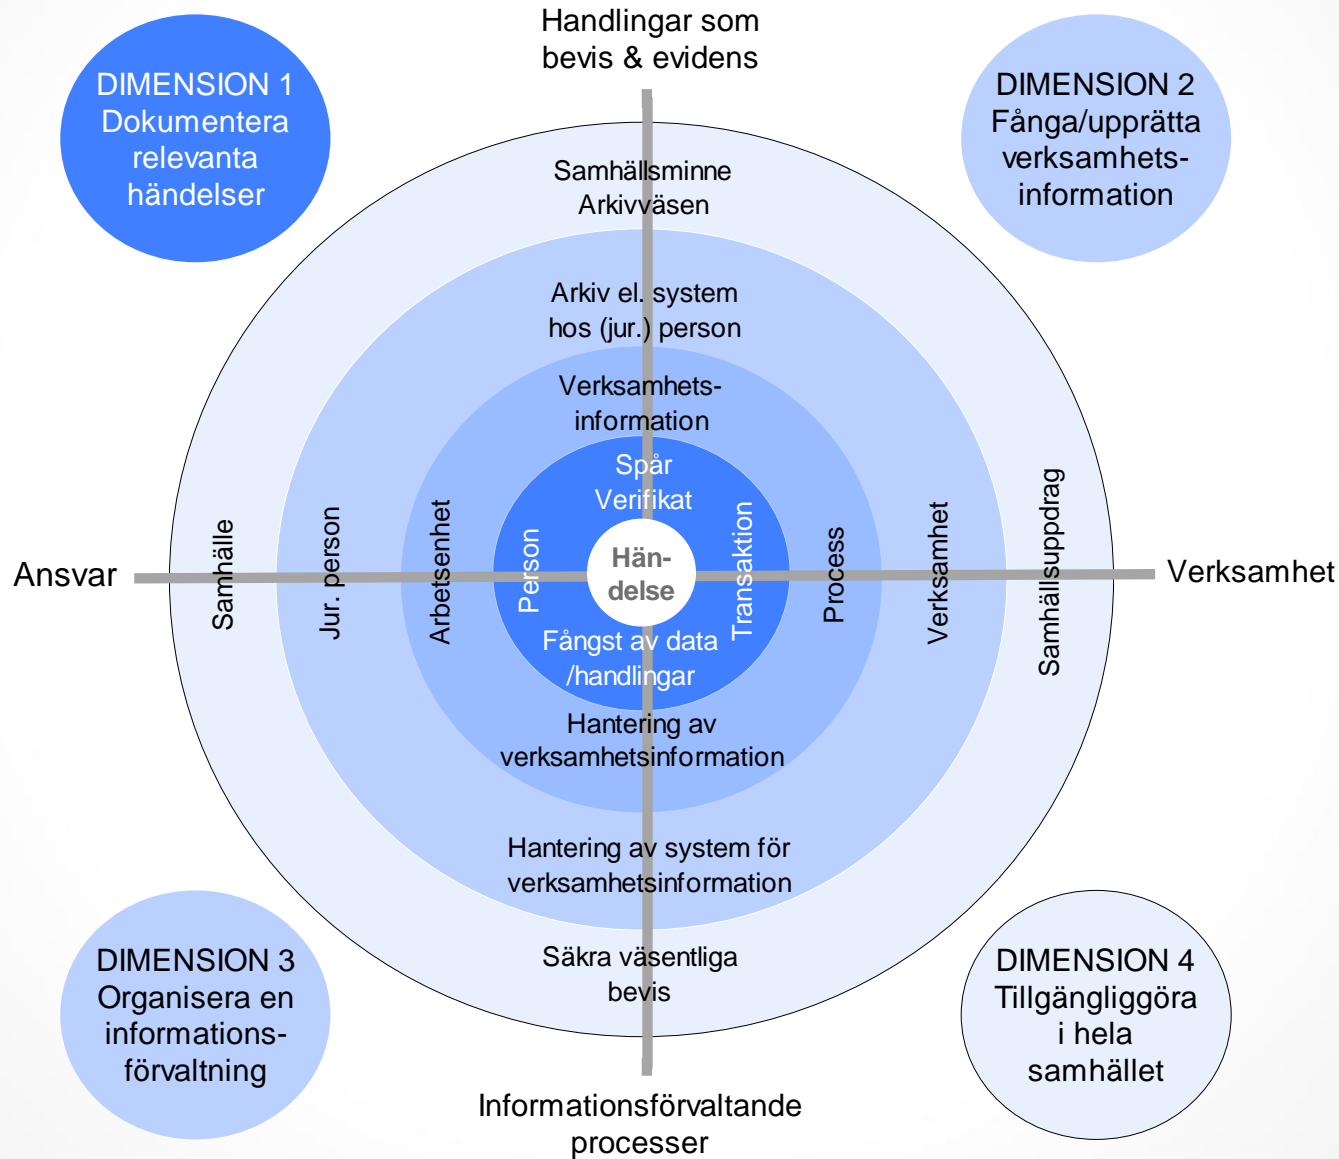 Handlingar som
bevis & evidens
DIMENSION 1
Dokumentera
relevanta
händelser
DIMENSION 2
Fånga/upprätta
verksamhets-
information
Samhällsminne
Arkivväsen
Arkiv el. system
hos (jur.) person
Verksamhets-
information
Spår
Verifikat
Ansvar
Samhälle
Jur. person
Arbetsenhet
Person
Hän-
delse
Transaktion
Process
Verksamhet
Samhällsuppdrag
Verksamhet
Fångst av data
/handlingar
Hantering av
verksamhetsinformation
Hantering av system för
verksamhetsinformation
Säkra väsentliga
bevis
DIMENSION 3
Organisera en
informations-
förvaltning
DIMENSION 4
Tillgängliggöra
i hela
samhället
Informationsförvaltande
processer